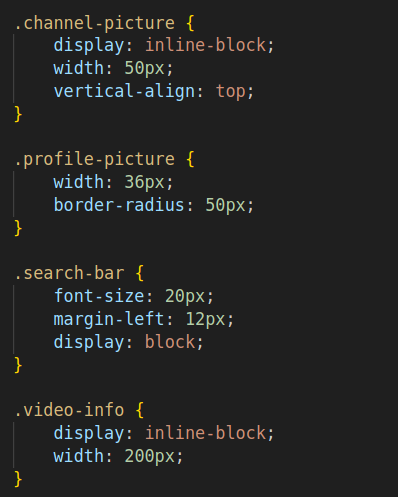 .channel-picture {
    display: inline-block;
    width: 50px;
    vertical-align: top;
}

.profile-picture {
    width: 36px;
    border-radius: 50px;
}

.search-bar {
    font-size: 20px;
    margin-left: 12px;
    display: block;
}

.video-info {
    display: inline-block;
    width: 200px;
}